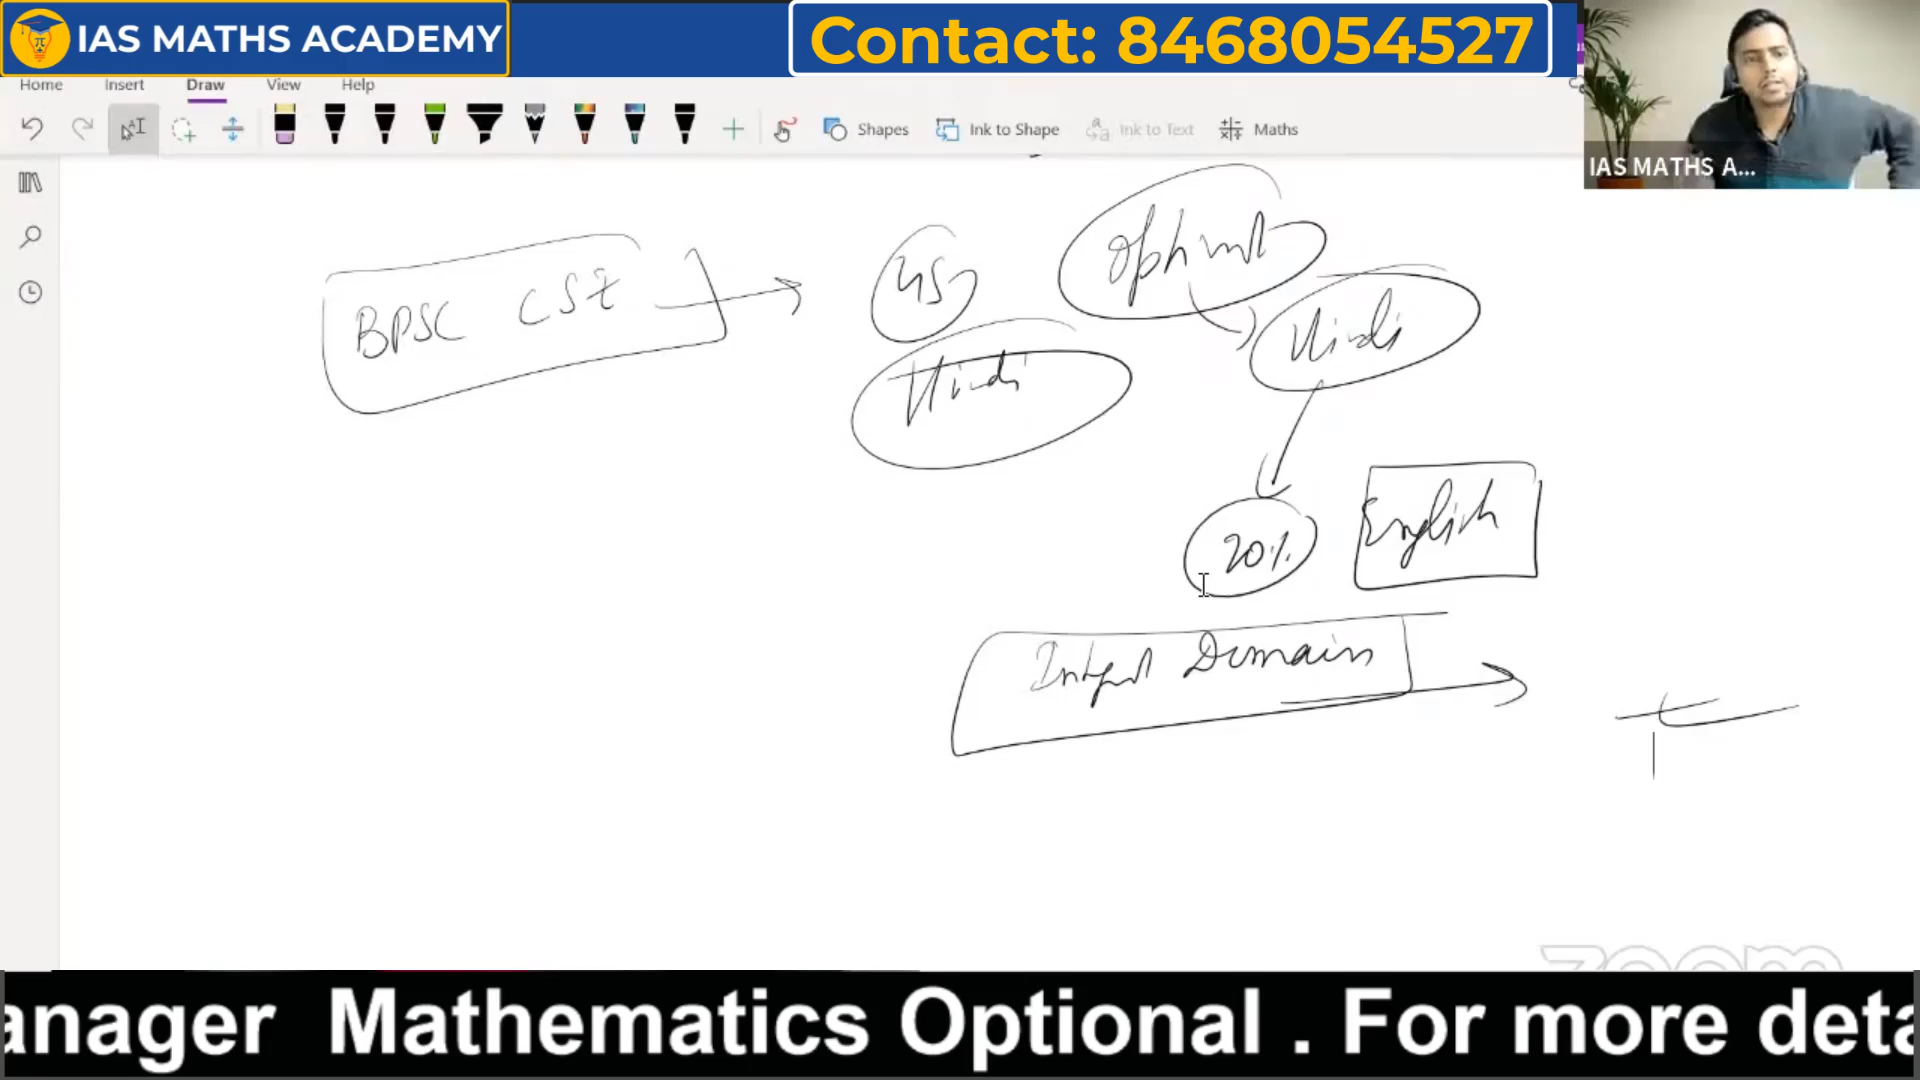 IAS MATHS ACADEMY
Contact: 8468054527
Home Insert Draw View Help
Shapes Ink to Shape Ink to Text Maths
IAS MATHS A...
BPSC CSE
GS
Optional
Hindi
Hindi
20%
English
Integral Domain
zoom
anager Mathematics Optional . For more deta